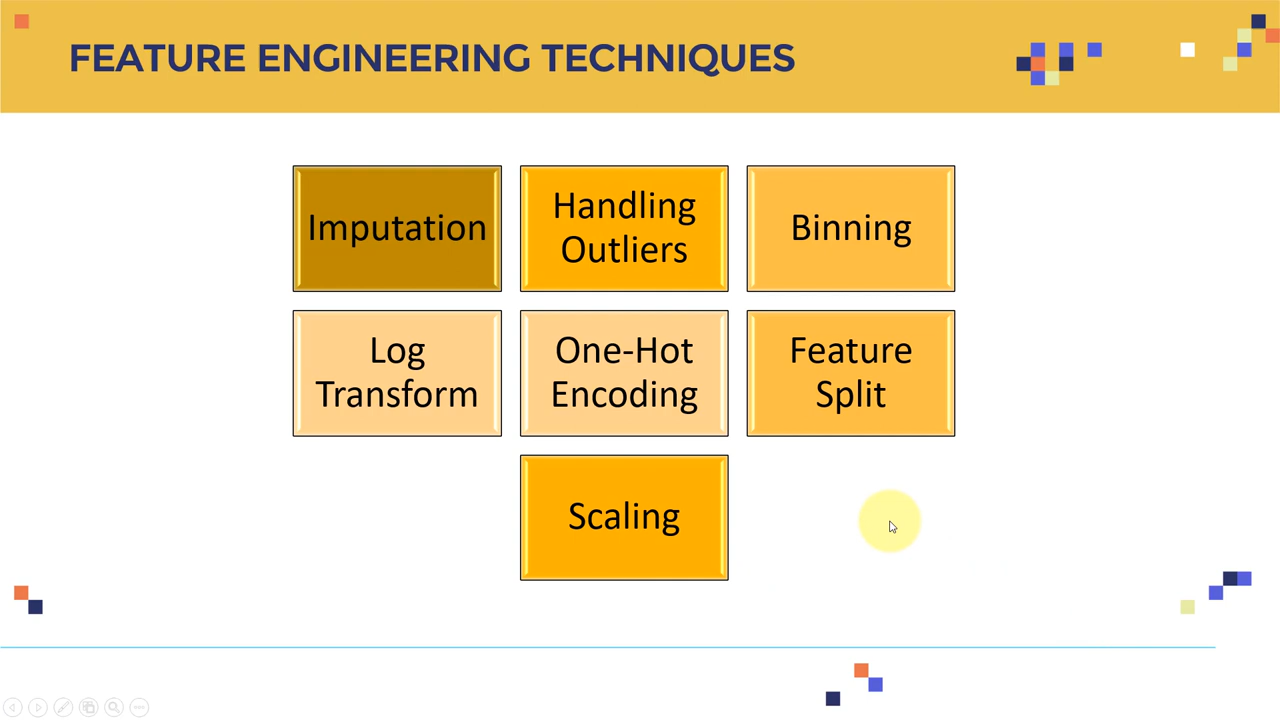 FEATURE ENGINEERING TECHNIQUES
Imputation
Handling
Outliers
Binning
Log
Transform
One-Hot
Encoding
Feature
Split
Scaling